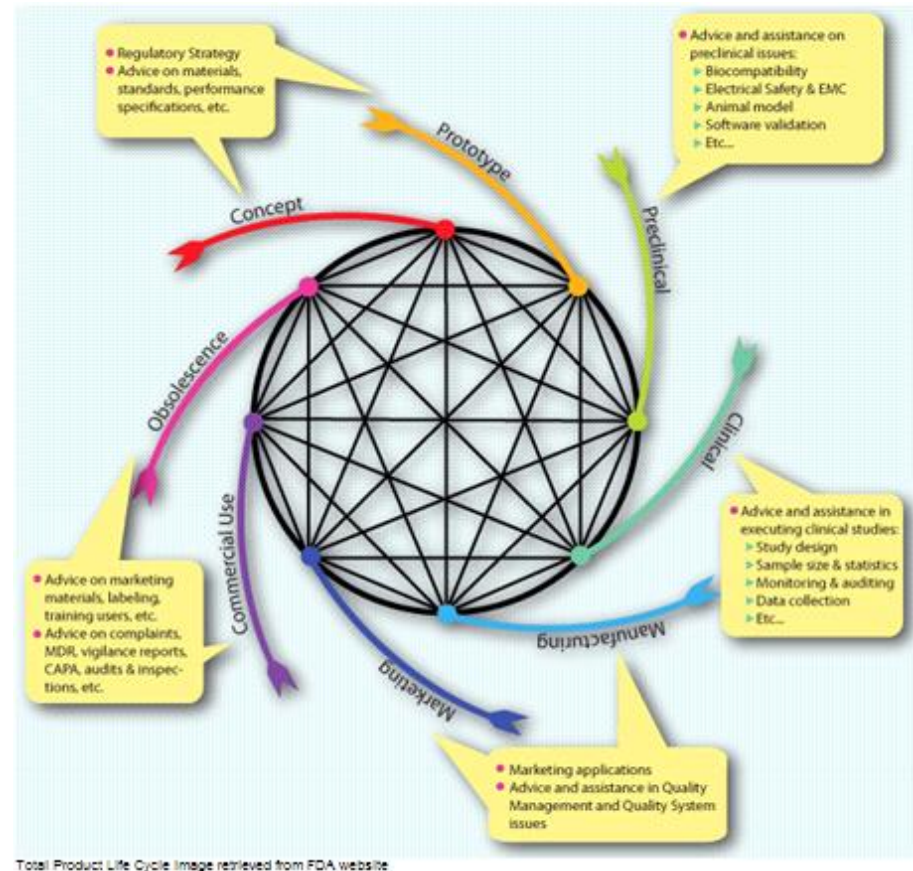 • Regulatory Strategy
• Advice on materials,
standards, performance
specifications, etc.
• Advice and assistance on
preclinical issues:
▶ Biocompatibility
▶ Electrical Safety & EMC
▶ Animal model
▶ Software validation
▶ Etc...
Prototype
Concept
Preclinical
Obsolescence
Clinical
Commercial Use
• Advice and assistance in
executing clinical studies:
▶ Study design
▶ Sample size & statistics
▶ Monitoring & auditing
▶ Data collection
▶ Etc...
• Advice on marketing
materials, labeling,
training users, etc.
• Advice on complaints,
MDR, vigilance reports,
CAPA, audits & inspec-
tions, etc.
Manufacturing
Marketing
• Marketing applications
• Advice and assistance in Quality
Management and Quality System
issues
Total Product Life Cycle Image retrieved from FDA website